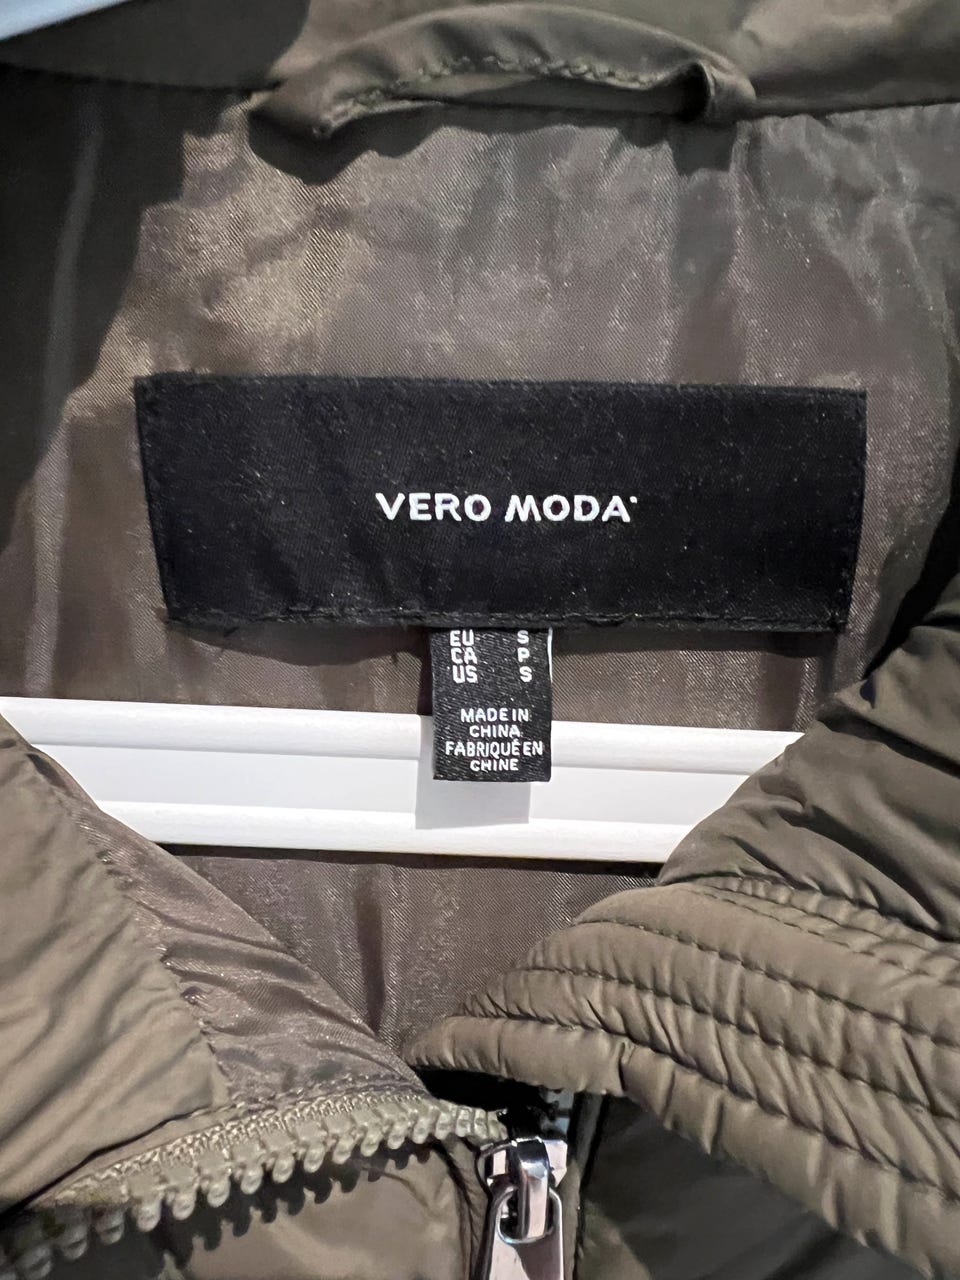 VERO MODA
EU S
CA P
US S
MADE IN
CHINA
FABRIQUÉ EN
CHINE